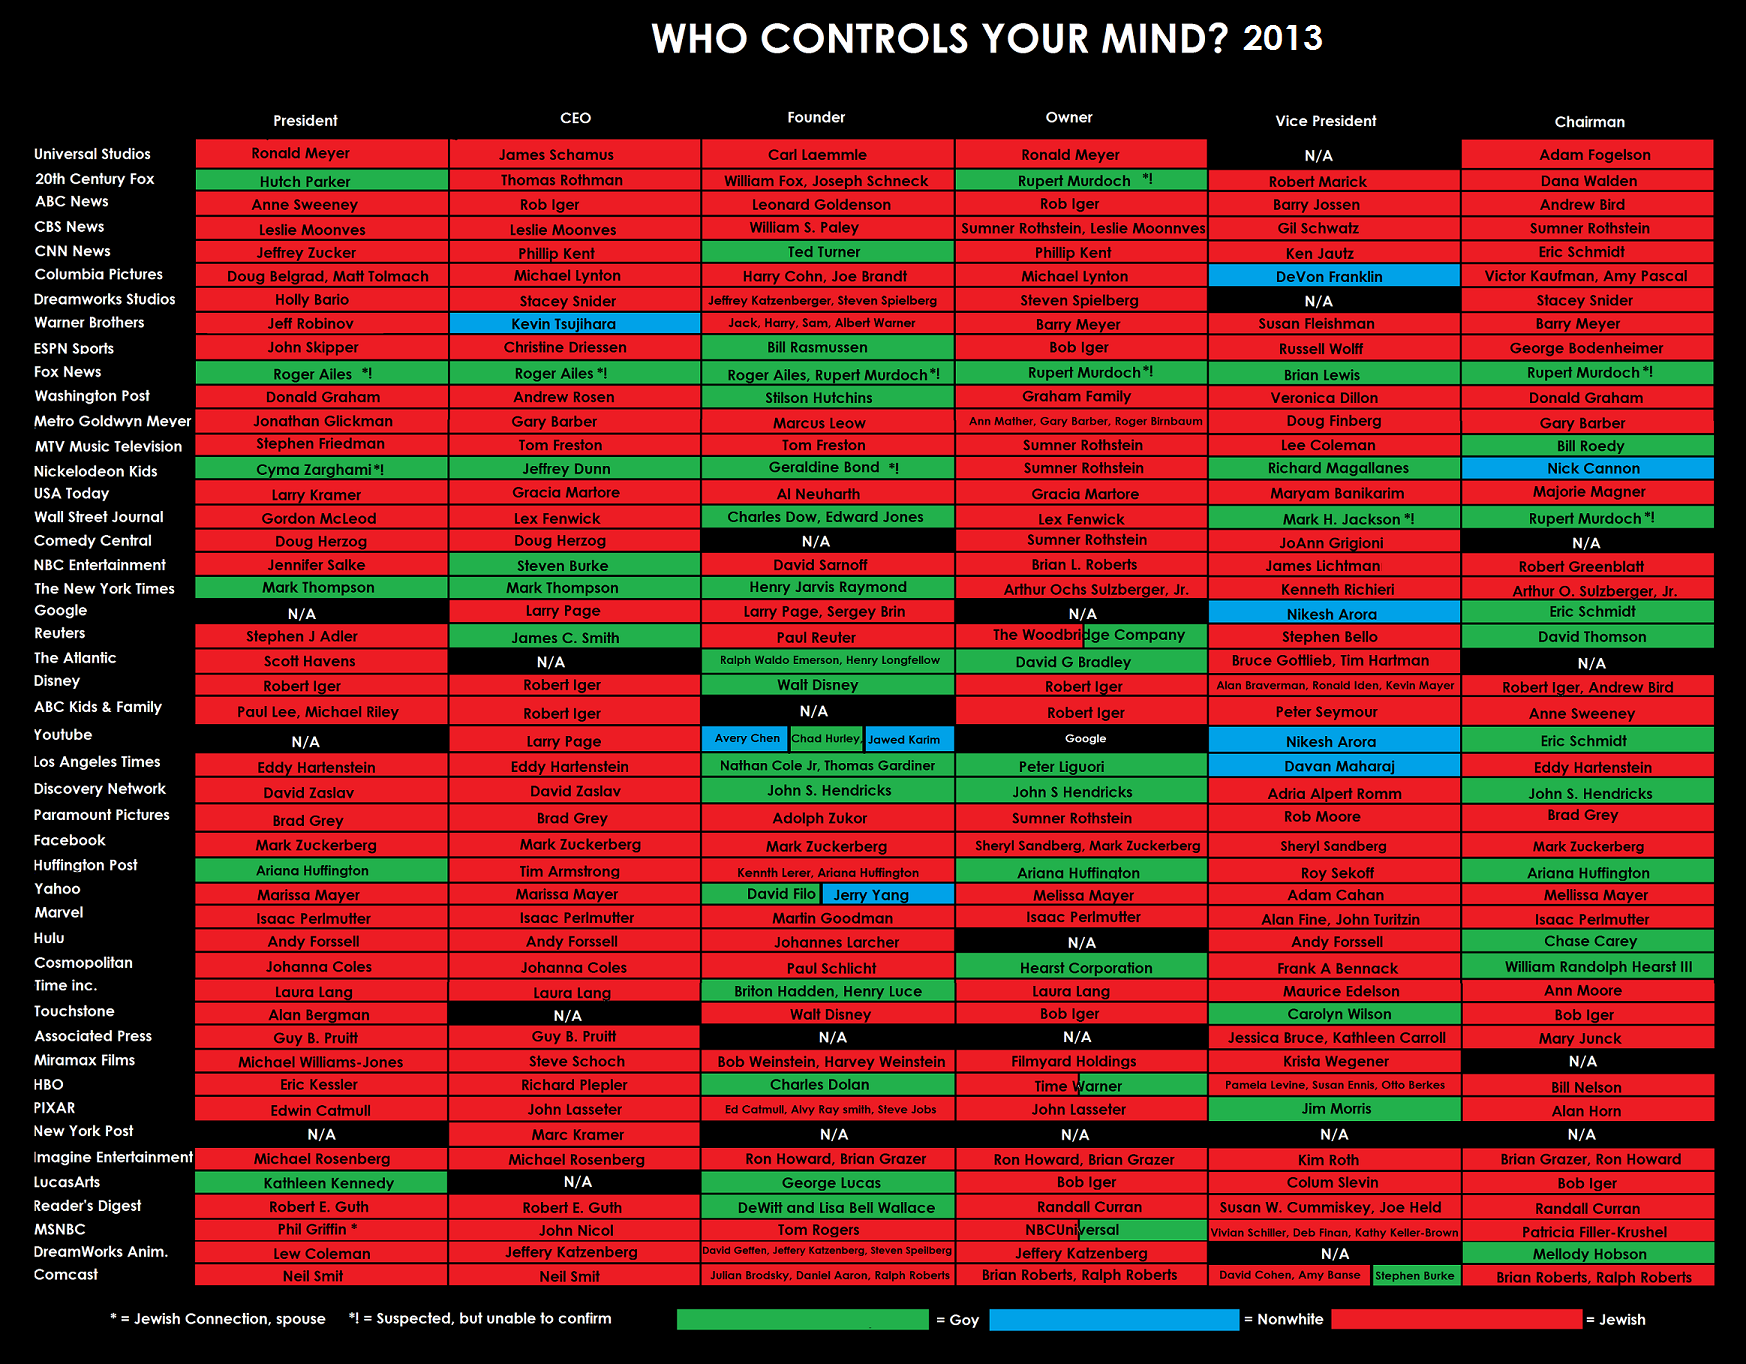 WHO CONTROLS YOUR MIND? 2013
President CEO Founder Owner Vice President Chairman
Universal Studios Ronald Meyer James Schamus Carl Laemmle Ronald Meyer N/A Adam Fogelson
20th Century Fox Hutch Parker Thomas Rothman William Fox, Joseph Schneck Rupert Murdoch *! Robert Marick Dana Walden
ABC News Anne Sweeney Rob Iger Leonard Goldenson Rob Iger Barry Jossen Andrew Bird
CBS News Leslie Moonves Leslie Moonves William S. Paley Sumner Rothstein, Leslie Moonnves Gil Schwatz Sumner Rothstein
CNN News Jeffrey Zucker Phillip Kent Ted Turner Phillip Kent Ken Jautz Eric Schmidt
Columbia Pictures Doug Belgrad, Matt Tolmach Michael Lynton Harry Cohn, Joe Brandt Michael Lynton DeVon Franklin Victor Kaufman, Amy Pascal
Dreamworks Studios Holly Bario Stacey Snider Jeffrey Katzenberger, Steven Spielberg Steven Spielberg N/A Stacey Snider
Warner Brothers Jeff Robinov Kevin Tsujihara Jack, Harry, Sam, Albert Warner Barry Meyer Susan Fleishman Barry Meyer
ESPN Sports John Skipper Christine Driessen Bill Rasmussen Bob Iger Russell Wolff George Bodenheimer
Fox News Roger Ailes *! Roger Ailes *! Roger Ailes, Rupert Murdoch *! Rupert Murdoch *! Brian Lewis Rupert Murdoch *!
Washington Post Donald Graham Andrew Rosen Stilson Hutchins Graham Family Veronica Dillon Donald Graham
Metro Goldwyn Meyer Jonathan Glickman Gary Barber Marcus Leow Ann Mather, Gary Barber, Roger Birnbaum Doug Finberg Gary Barber
MTV Music Television Stephen Friedman Tom Freston Tom Freston Sumner Rothstein Lee Coleman Bill Roedy
Nickelodeon Kids Cyma Zarghami *! Jeffrey Dunn Geraldine Bond *! Sumner Rothstein Richard Magallanes Nick Cannon
USA Today Larry Kramer Gracia Martore Al Neuharth Gracia Martore Maryam Banikarim Majorie Magner
Wall Street Journal Gordon McLeod Lex Fenwick Charles Dow, Edward Jones Lex Fenwick Mark H. Jackson *! Rupert Murdoch *!
Comedy Central Doug Herzog Doug Herzog N/A Sumner Rothstein JoAnn Grigioni N/A
NBC Entertainment Jennifer Salke Steven Burke David Sarnoff Brian L. Roberts James Lichtman Robert Greenblatt
The New York Times Mark Thompson Mark Thompson Henry Jarvis Raymond Arthur Ochs Sulzberger, Jr. Kenneth Richieri Arthur O. Sulzberger, Jr.
Google N/A Larry Page Larry Page, Sergey Brin N/A Nikesh Arora Eric Schmidt
Reuters Stephen J Adler James C. Smith Paul Reuter The Woodbridge Company Stephen Bello David Thomson
The Atlantic Scott Havens N/A Ralph Waldo Emerson, Henry Longfellow David G Bradley Bruce Gottlieb, Tim Hartman N/A
Disney Robert Iger Robert Iger Walt Disney Robert Iger Alan Braverman, Ronald Iden, Kevin Mayer Robert Iger, Andrew Bird
ABC Kids & Family Paul Lee, Michael Riley Robert Iger N/A Robert Iger Peter Seymour Anne Sweeney
Youtube N/A Larry Page Avery Chen Chad Hurley, Jawed Karim Google Nikesh Arora Eric Schmidt
Los Angeles Times Eddy Hartenstein Eddy Hartenstein Nathan Cole Jr, Thomas Gardiner Peter Liguori Davan Maharaj Eddy Hartenstein
Discovery Network David Zaslav David Zaslav John S. Hendricks John S Hendricks Adria Alpert Romm John S. Hendricks
Paramount Pictures Brad Grey Brad Grey Adolph Zukor Sumner Rothstein Rob Moore Brad Grey
Facebook Mark Zuckerberg Mark Zuckerberg Mark Zuckerberg Sheryl Sandberg, Mark Zuckerberg Sheryl Sandberg Mark Zuckerberg
Huffington Post Ariana Huffington Tim Armstrong Kennth Lerer, Ariana Huffington Ariana Huffington Roy Sekoff Ariana Huffington
Yahoo Marissa Mayer Marissa Mayer David Filo Jerry Yang Melissa Mayer Adam Cahan Mellissa Mayer
Marvel Isaac Perlmutter Isaac Perlmutter Martin Goodman Isaac Perlmutter Alan Fine, John Turitzin Isaac Perlmutter
Hulu Andy Forssell Andy Forssell Johannes Larcher N/A Andy Forssell Chase Carey
Cosmopolitan Johanna Coles Johanna Coles Paul Schlicht Hearst Corporation Frank A Bennack William Randolph Hearst III
Time inc. Laura Lang Laura Lang Briton Hadden, Henry Luce Laura Lang Maurice Edelson Ann Moore
Touchstone Alan Bergman N/A Walt Disney Bob Iger Carolyn Wilson Bob Iger
Associated Press Guy B. Pruitt Guy B. Pruitt N/A N/A Jessica Bruce, Kathleen Carroll Mary Junck
Miramax Films Michael Williams-Jones Steve Schoch Bob Weinstein, Harvey Weinstein Filmyard Holdings Krista Wegener N/A
HBO Eric Kessler Richard Plepler Charles Dolan Time Warner Pamela Levine, Susan Ennis, Otto Berkes Bill Nelson
PIXAR Edwin Catmull John Lasseter Ed Catmull, Alvy Ray smith, Steve Jobs John Lasseter Jim Morris Alan Horn
New York Post N/A Marc Kramer N/A N/A N/A N/A
Imagine Entertainment Michael Rosenberg Michael Rosenberg Ron Howard, Brian Grazer Ron Howard, Brian Grazer Kim Roth Brian Grazer, Ron Howard
LucasArts Kathleen Kennedy N/A George Lucas Bob Iger Colum Slevin Bob Iger
Reader's Digest Robert E. Guth Robert E. Guth DeWitt and Lisa Bell Wallace Randall Curran Susan W. Cummiskey, Joe Held Randall Curran
MSNBC Phil Griffin * John Nicol Tom Rogers NBCUniversal Vivian Schiller, Deb Finan, Kathy Keller-Brown Patricia Filler-Krushel
DreamWorks Anim. Lew Coleman Jeffery Katzenberg David Geffen, Jeffery Katzenberg, Steven Spellberg Jeffery Katzenberg N/A Mellody Hobson
Comcast Neil Smit Neil Smit Julian Brodsky, Daniel Aaron, Ralph Roberts Brian Roberts, Ralph Roberts David Cohen, Amy Banse Stephen Burke Brian Roberts, Ralph Roberts
* = Jewish Connection, spouse *! = Suspected, but unable to confirm = Goy = Nonwhite = Jewish